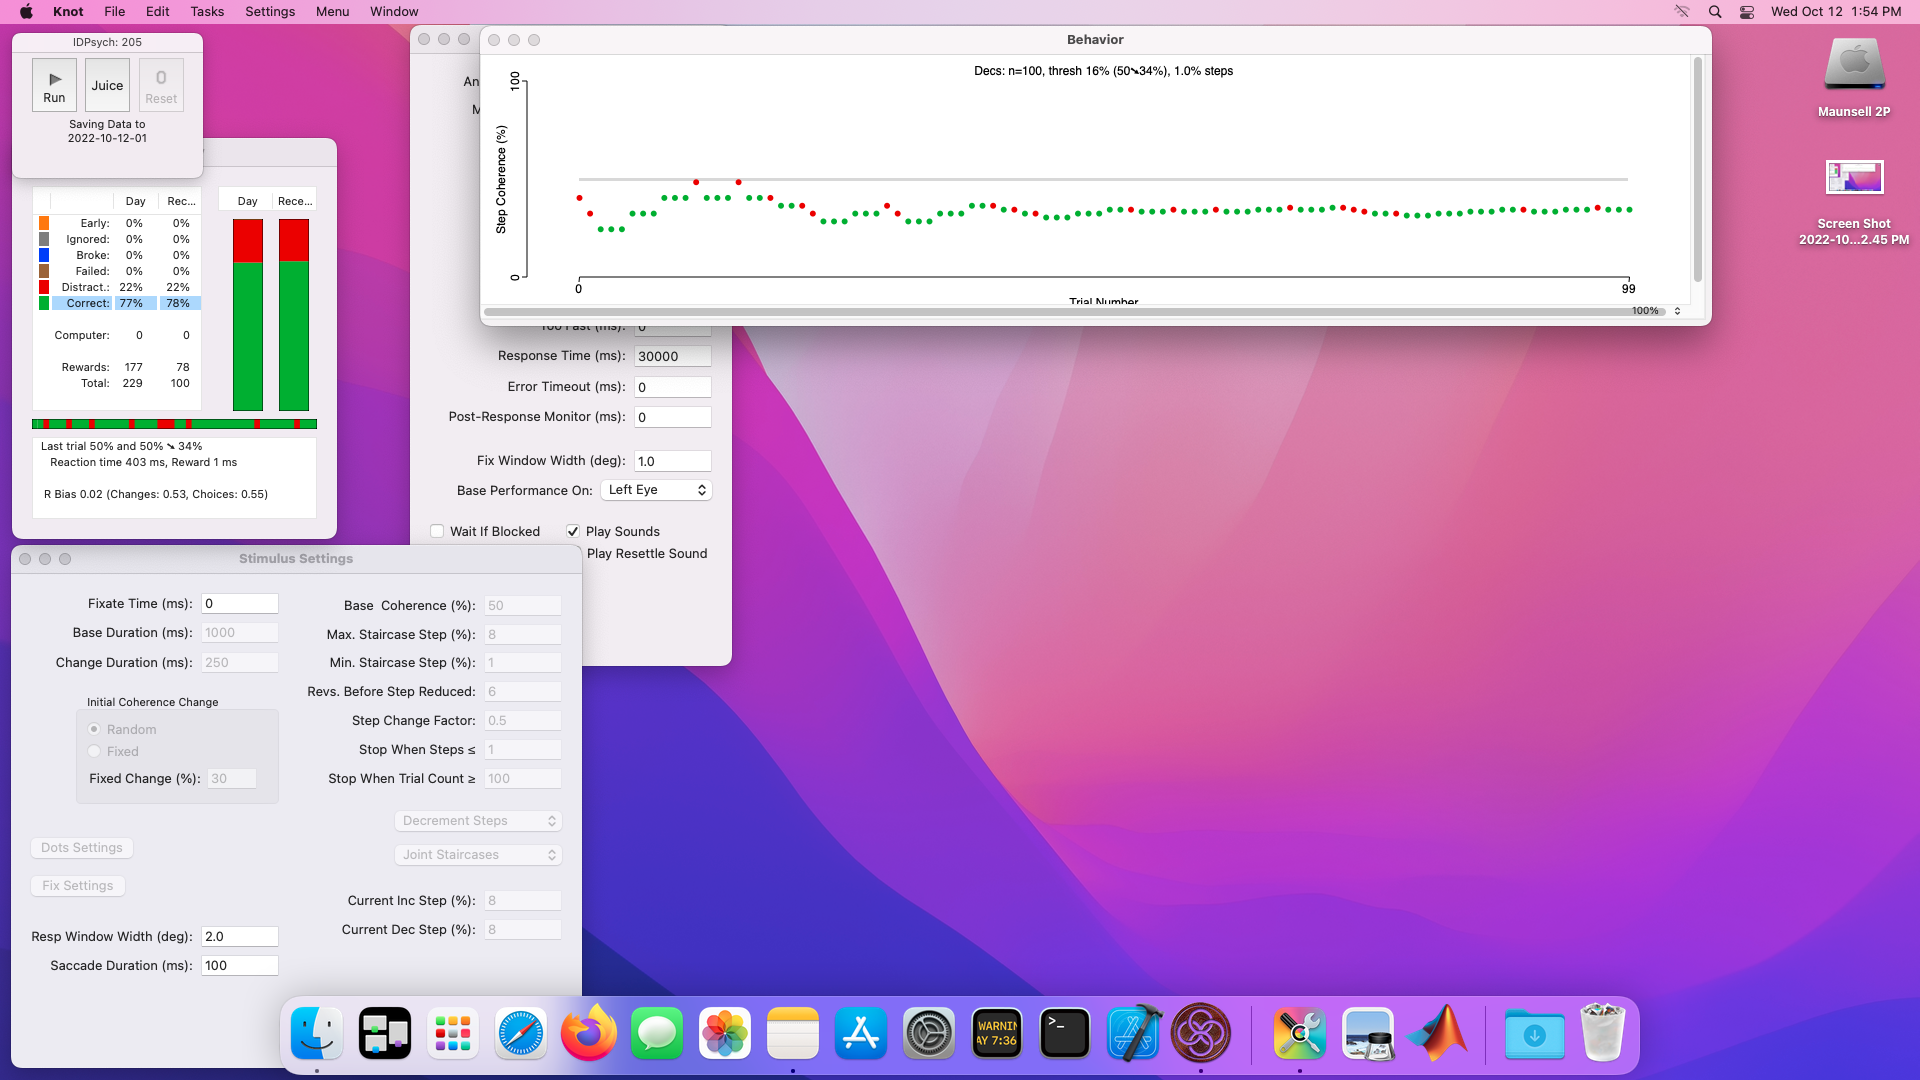 Knot File Edit Tasks Settings Menu Window
Wed Oct 12 1:54 PM
IDPsych: 205
Run
Juice
0
Reset
Saving Data to
2022-10-12-01
Day Rec...
Early: 0% 0%
Ignored: 0% 0%
Broke: 0% 0%
Failed: 0% 0%
Distract.: 22% 22%
Correct: 77% 78%
Computer: 0 0
Rewards: 177 78
Total: 229 100
Day Rece...
Last trial 50% and 50% ➘ 34%
Reaction time 403 ms, Reward 1 ms
R Bias 0.02 (Changes: 0.53, Choices: 0.55)
An
M
Too Fast (ms): 0
Response Time (ms): 30000
Error Timeout (ms): 0
Post-Response Monitor (ms): 0
Fix Window Width (deg): 1.0
Base Performance On: Left Eye
Wait If Blocked
Play Sounds
Play Resettle Sound
Behavior
Decs: n=100, thresh 16% (50➘34%), 1.0% steps
Step Coherence (%)
100
0
0
99
Trial Number
100%
Maunsell 2P
Screen Shot
2022-10...2.45 PM
Stimulus Settings
Fixate Time (ms): 0
Base Duration (ms): 1000
Change Duration (ms): 250
Initial Coherence Change
Random
Fixed
Fixed Change (%): 30
Dots Settings
Fix Settings
Resp Window Width (deg): 2.0
Saccade Duration (ms): 100
Base Coherence (%): 50
Max. Staircase Step (%): 8
Min. Staircase Step (%): 1
Revs. Before Step Reduced: 6
Step Change Factor: 0.5
Stop When Steps ≤ 1
Stop When Trial Count ≥ 100
Decrement Steps
Joint Staircases
Current Inc Step (%): 8
Current Dec Step (%): 8
WARNIN
AY 7:36
>_